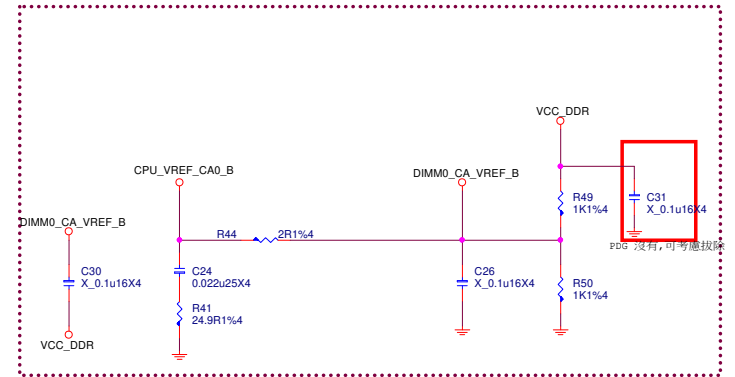 VCC_DDR
CPU_VREF_CA0_B
DIMM0_CA_VREF_B
R49
1K1%4
C31
X_0.1u16X4
DIMM0_CA_VREF_B
R44
2R1%4
PDG 沒有,可考慮拔除
C30
X_0.1u16X4
C24
0.022u25X4
C26
X_0.1u16X4
R50
1K1%4
R41
24.9R1%4
VCC_DDR